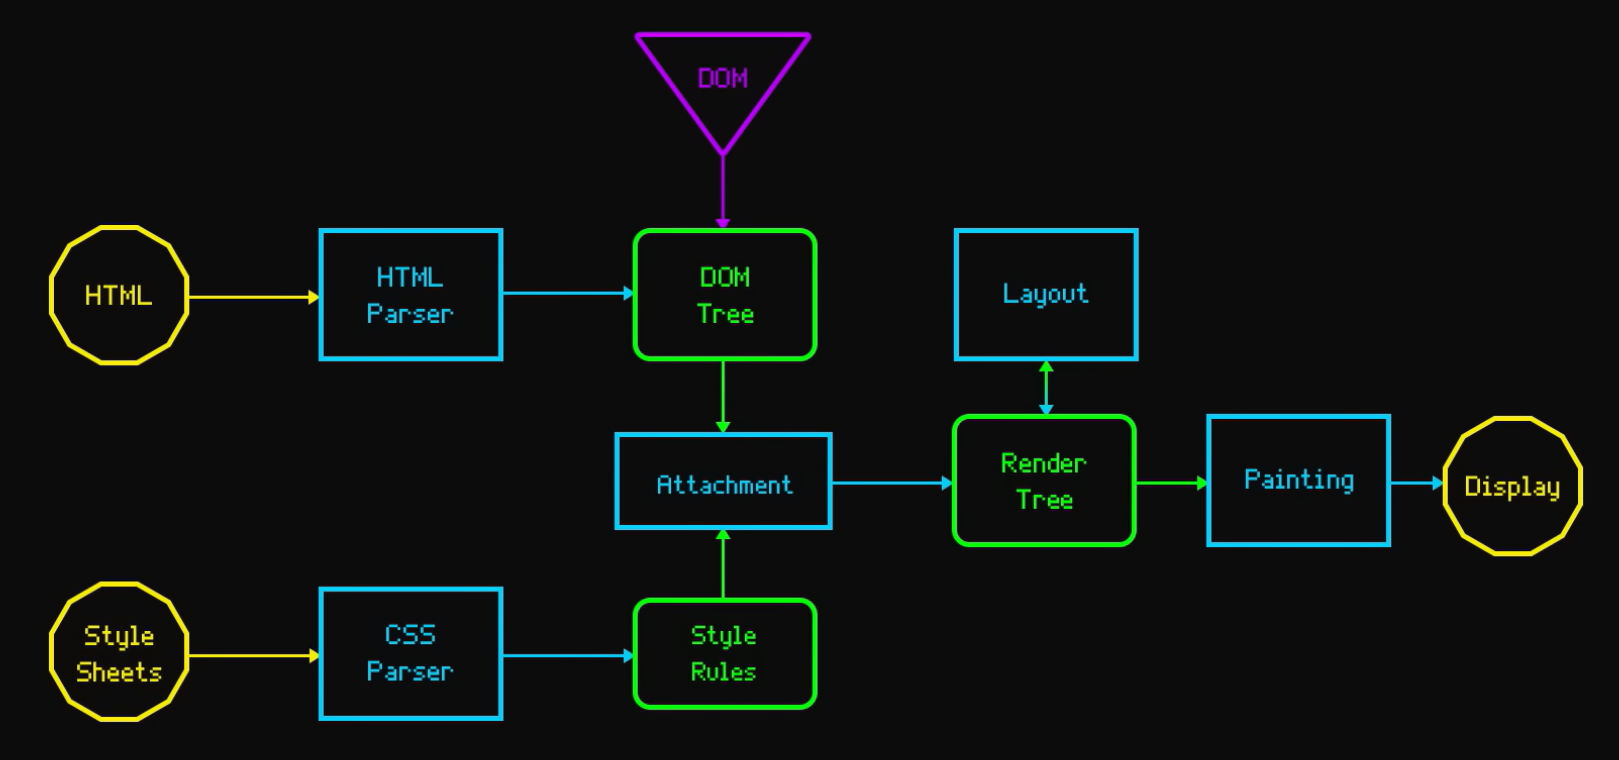 DOM
HTML
HTML
Parser
DOM
Tree
Layout
Attachment
Render
Tree
Painting
Display
Style
Sheets
CSS
Parser
Style
Rules